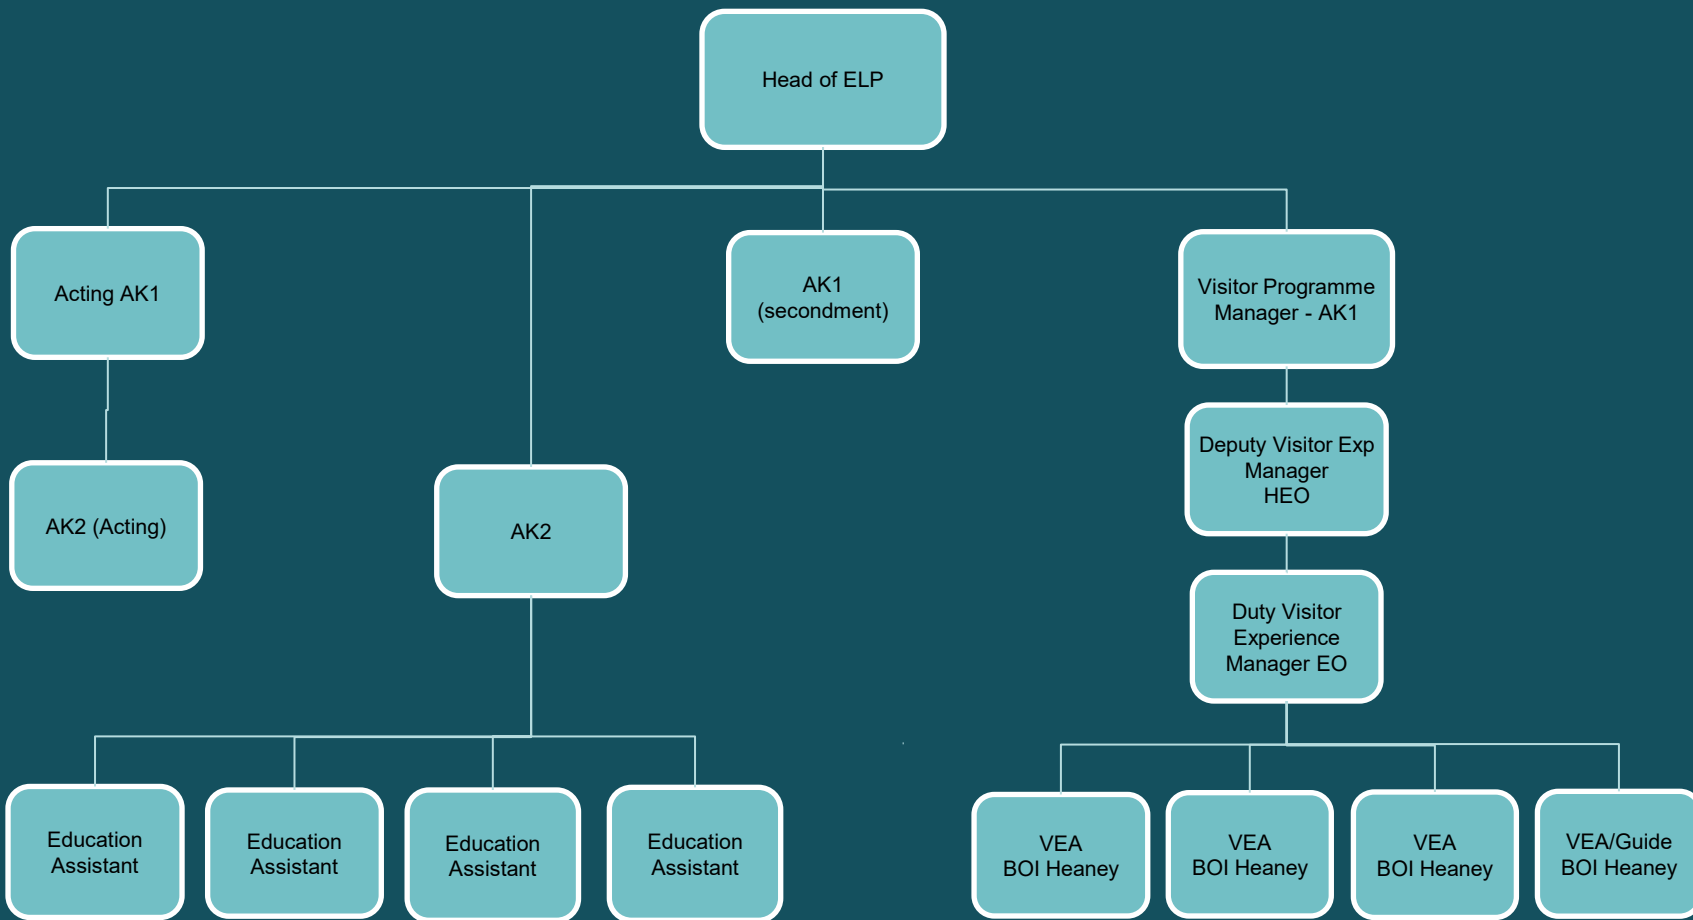 Head of ELP
Acting AK1
AK1
(secondment)
Visitor Programme
Manager - AK1
Deputy Visitor Exp
Manager
HEO
AK2 (Acting)
AK2
Duty Visitor
Experience
Manager EO
Education
Assistant
Education
Assistant
Education
Assistant
Education
Assistant
VEA
BOI Heaney
VEA
BOI Heaney
VEA
BOI Heaney
VEA/Guide
BOI Heaney